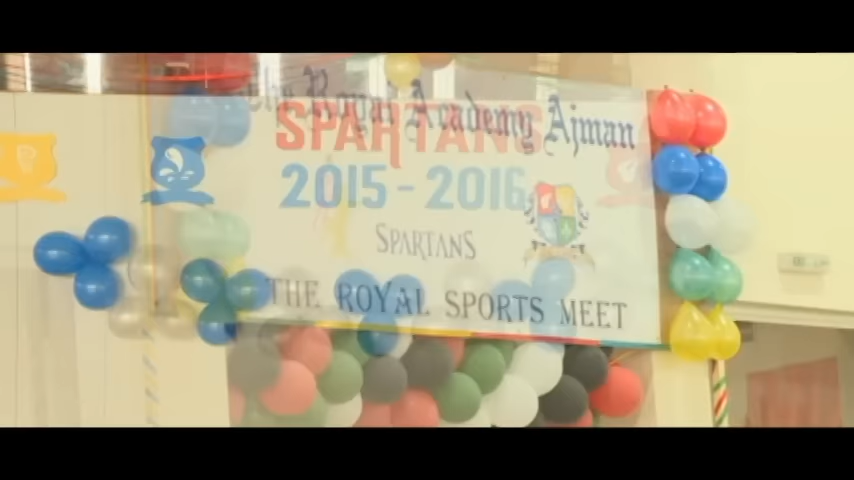 The Royal Academy Ajman
SPARTANS
2015 - 2016
SPARTANS
THE ROYAL SPORTS MEET